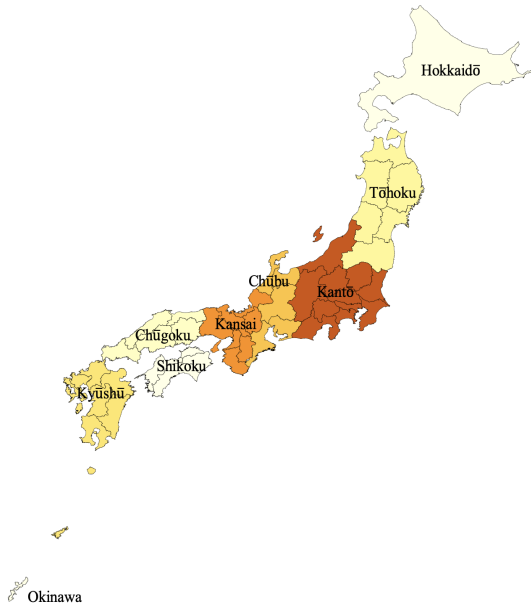 Hokkaidō
Tōhoku
Chūbu
Kantō
Kansai
Chūgoku
Shikoku
Kyūshū
Okinawa